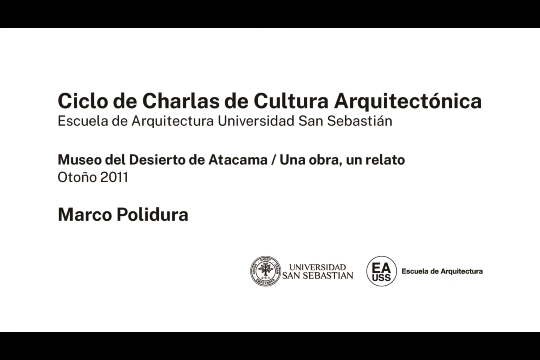 Ciclo de Charlas de Cultura Arquitectónica
Escuela de Arquitectura Universidad San Sebastián
Museo del Desierto de Atacama / Una obra, un relato
Otoño 2011
Marco Polidura
UNIVERSIDAD
SAN SEBASTIAN
EA
USS
Escuela de Arquitectura